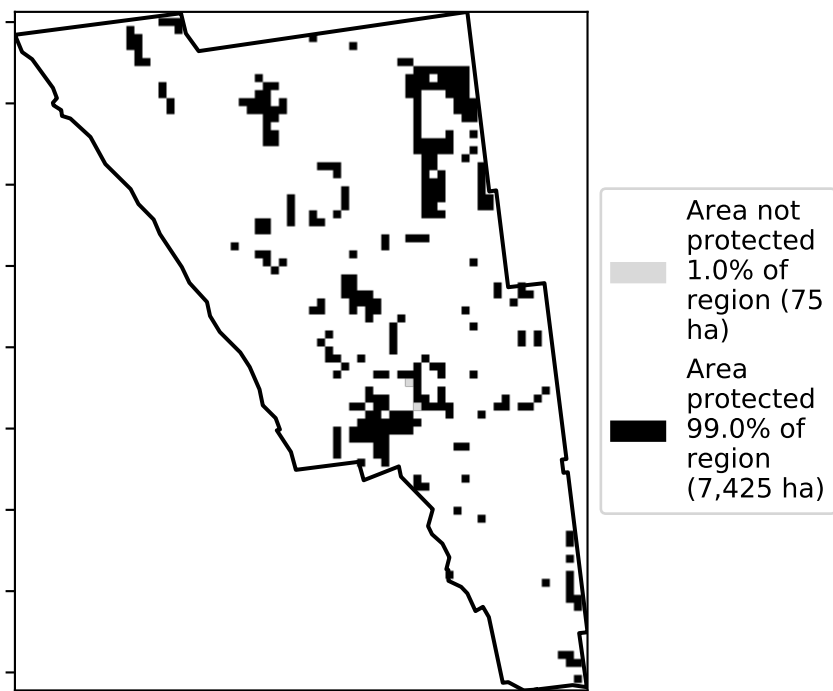 Area not
protected
1.0% of
region (75
ha)
Area
protected
99.0% of
region
(7,425 ha)